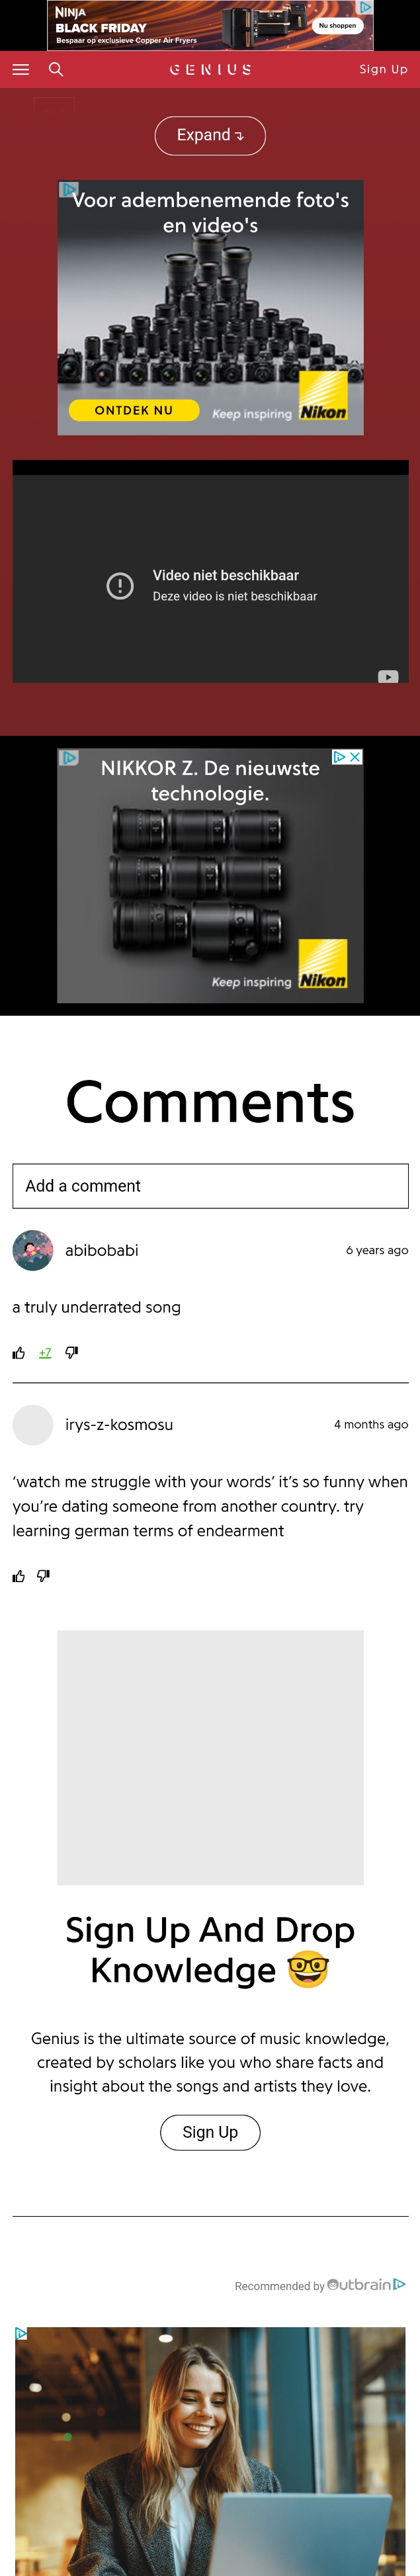 NINJA
BLACK FRIDAY
Bespaar op exclusieve Copper Air Fryers
Nu shoppen
GENIUS
Sign Up
Expand
Voor adembenemende foto's
en video's
ONTDEK NU
Keep inspiring
Nikon
Video niet beschikbaar
Deze video is niet beschikbaar
NIKKOR Z. De nieuwste
technologie.
Keep inspiring
Nikon
Comments
Add a comment
abibobabi
6 years ago
a truly underrated song
+7
irys-z-kosmosu
4 months ago
‘watch me struggle with your words’ it’s so funny when
you’re dating someone from another country. try
learning german terms of endearment
Sign Up And Drop
Knowledge 🤓
Genius is the ultimate source of music knowledge,
created by scholars like you who share facts and
insight about the songs and artists they love.
Sign Up
Recommended by Outbrain